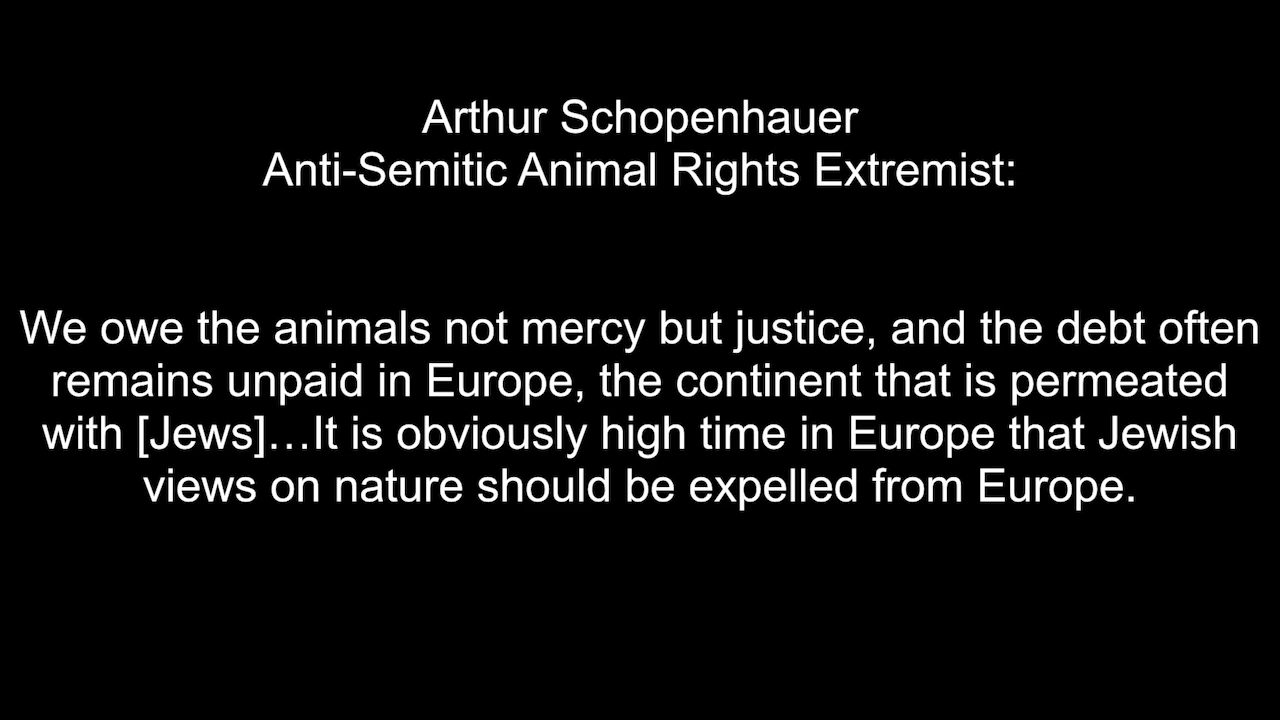 Arthur Schopenhauer
Anti-Semitic Animal Rights Extremist:
We owe the animals not mercy but justice, and the debt often
remains unpaid in Europe, the continent that is permeated
with [Jews]…It is obviously high time in Europe that Jewish
views on nature should be expelled from Europe.